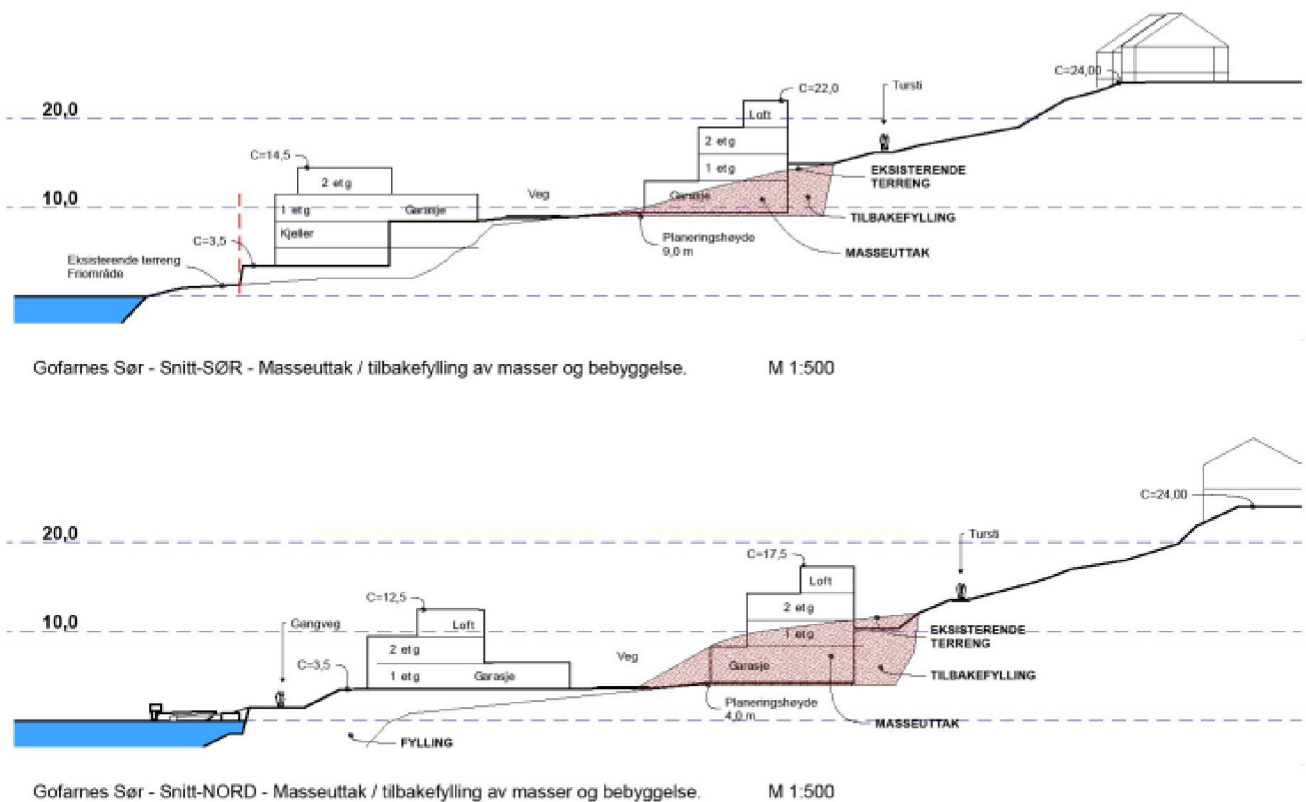 C=24,00
20,0
C=22,0
Tursti
Loft
2 etg
C=14,5
1 etg
EKSISTERENDE
TERRENG
2 etg
10,0
Veg
Garasje
1 etg
Garasje
TILBAKEFYLLING
Kjeller
C=3,5
Planeringshøyde
9,0 m
MASSEUTTAK
Eksisterende terreng
Friområde
Gofarnes Sør - Snitt-SØR - Masseuttak / tilbakefylling av masser og bebyggelse.
M 1:500
C=24,00
20,0
Tursti
C=17,5
Loft
C=12,5
2 etg
10,0
Gangveg
Loft
1 etg
EKSISTERENDE
TERRENG
2 etg
Veg
C=3,5
Garasje
1 etg
Garasje
TILBAKEFYLLING
Planeringshøyde
4,0 m
MASSEUTTAK
FYLLING
Gofarnes Sør - Snitt-NORD - Masseuttak / tilbakefylling av masser og bebyggelse.
M 1:500